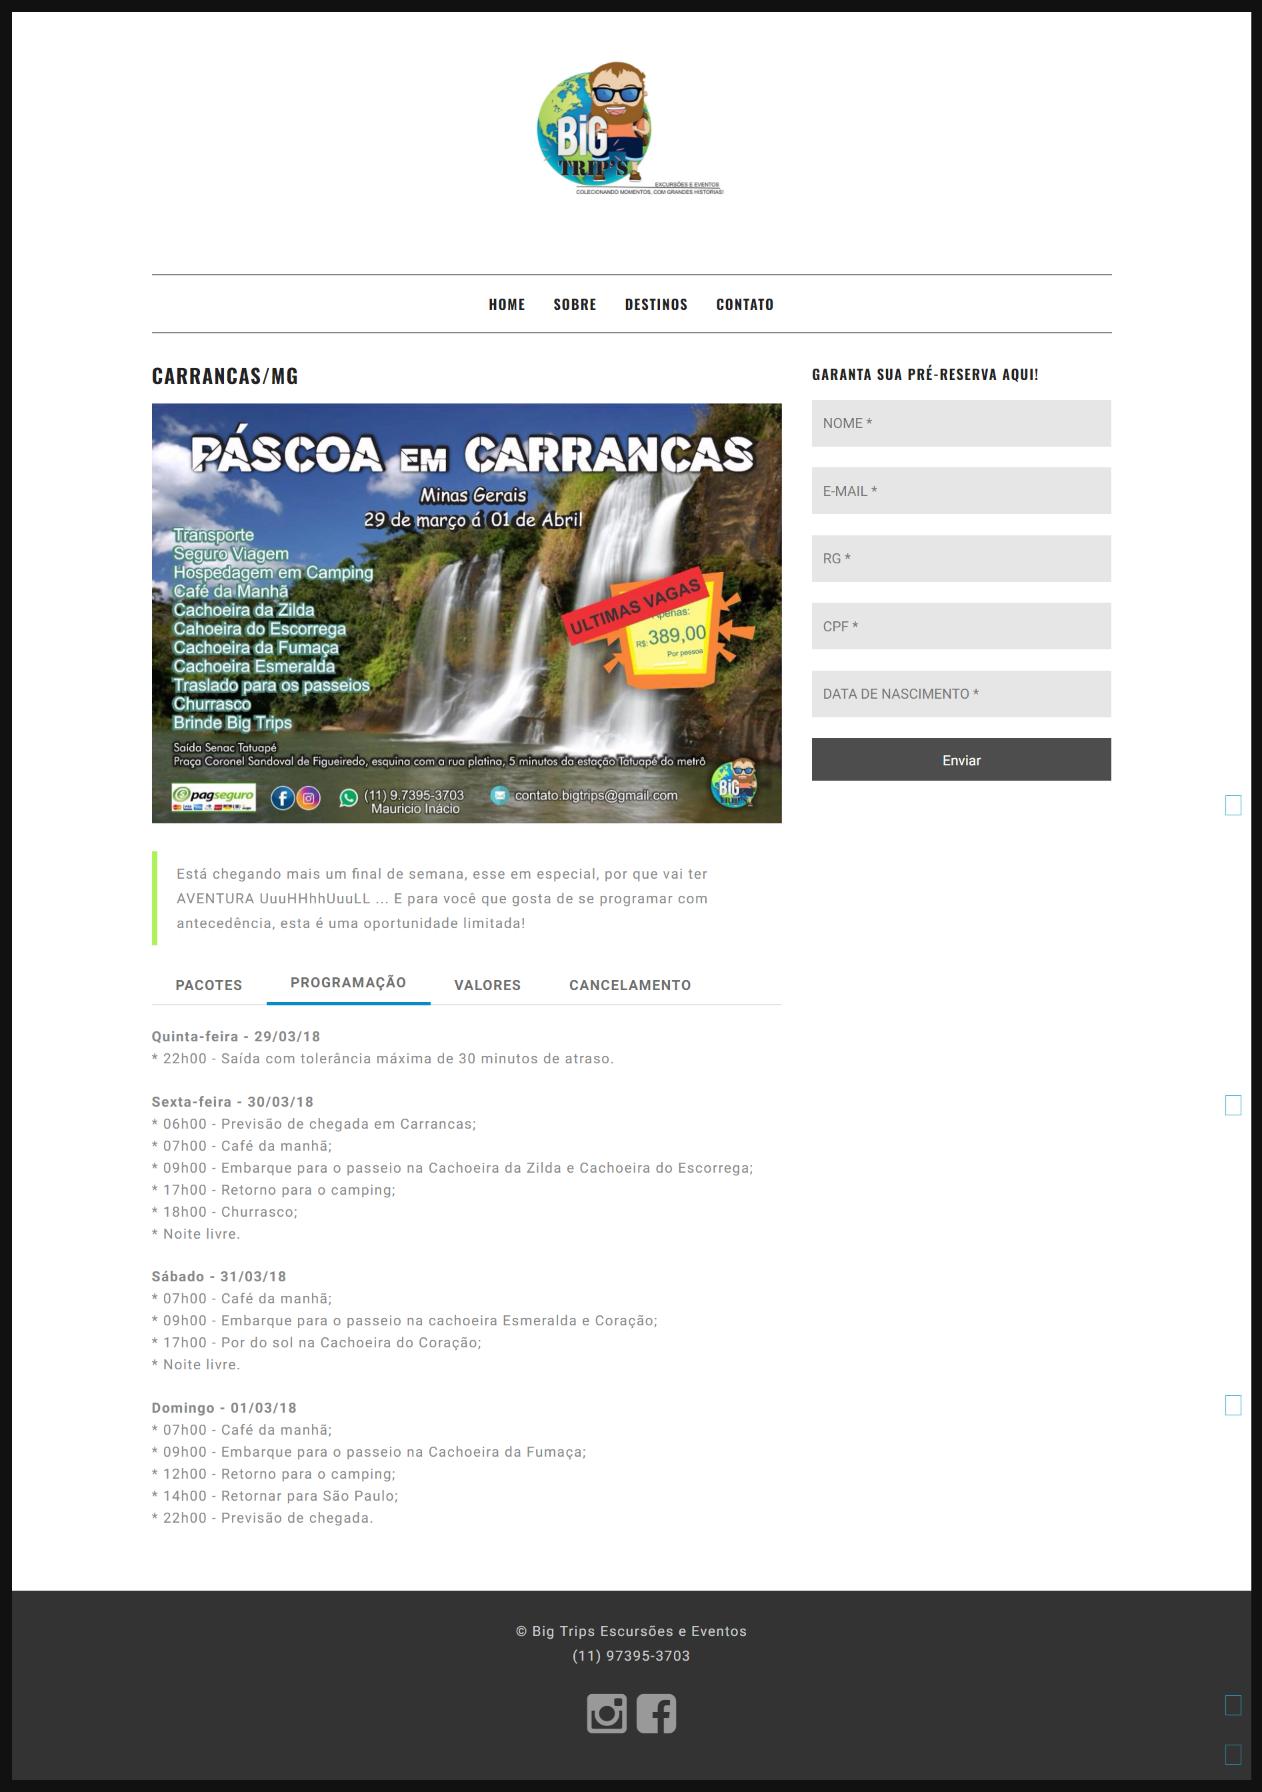 BiG
TRIP'S
EXCURSÕES E EVENTOS
COLECIONANDO MOMENTOS, COM GRANDES HISTORIAS!
HOME SOBRE DESTINOS CONTATO
CARRANCAS/MG
PÁSCOA EM CARRANCAS
Minas Gerais
29 de março á 01 de Abril
Transporte
Seguro Viagem
Hospedagem em Camping
Café da Manhã
Cachoeira da Zilda
Cahoeira do Escorrega
Cachoeira da Fumaça
Cachoeira Esmeralda
Traslado para os passeios
Churrasco
Brinde Big Trips
ULTIMAS VAGAS
Apenas:
R$: 389,00
Por pessoa
Saída Senac Tatuapé
Praça Coronel Sandoval de Figueiredo, esquina com a rua platina, 5 minutos da estação Tatuapé do metrô
pagseguro
(11) 9.7395-3703
Mauricio Inácio
contato.bigtrips@gmail.com
BiG
TRIP'S
Está chegando mais um final de semana, esse em especial, por que vai ter
AVENTURA UuuHHhhUuuLL ... E para você que gosta de se programar com
antecedência, esta é uma oportunidade limitada!
PACOTES PROGRAMAÇÃO VALORES CANCELAMENTO
Quinta-feira - 29/03/18
* 22h00 - Saída com tolerância máxima de 30 minutos de atraso.
Sexta-feira - 30/03/18
* 06h00 - Previsão de chegada em Carrancas;
* 07h00 - Café da manhã;
* 09h00 - Embarque para o passeio na Cachoeira da Zilda e Cachoeira do Escorrega;
* 17h00 - Retorno para o camping;
* 18h00 - Churrasco;
* Noite livre.
Sábado - 31/03/18
* 07h00 - Café da manhã;
* 09h00 - Embarque para o passeio na cachoeira Esmeralda e Coração;
* 17h00 - Por do sol na Cachoeira do Coração;
* Noite livre.
Domingo - 01/03/18
* 07h00 - Café da manhã;
* 09h00 - Embarque para o passeio na Cachoeira da Fumaça;
* 12h00 - Retorno para o camping;
* 14h00 - Retornar para São Paulo;
* 22h00 - Previsão de chegada.
GARANTA SUA PRÉ-RESERVA AQUI!
NOME *
E-MAIL *
RG *
CPF *
DATA DE NASCIMENTO *
Enviar
© Big Trips Escursões e Eventos
(11) 97395-3703